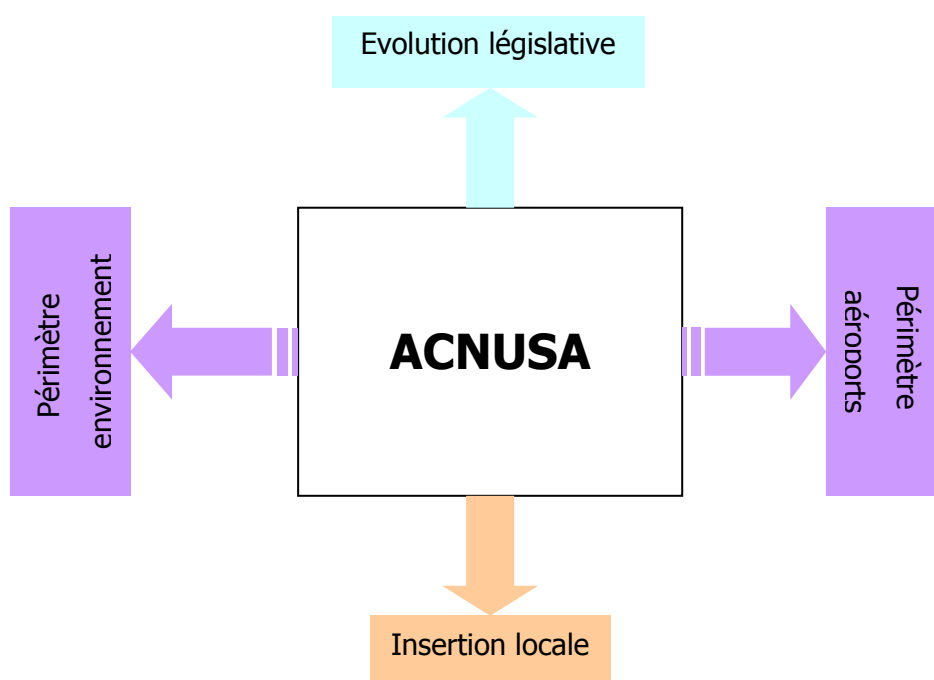 Evolution législative
Périmètre
environnement
ACNUSA
Périmètre
aéroports
Insertion locale